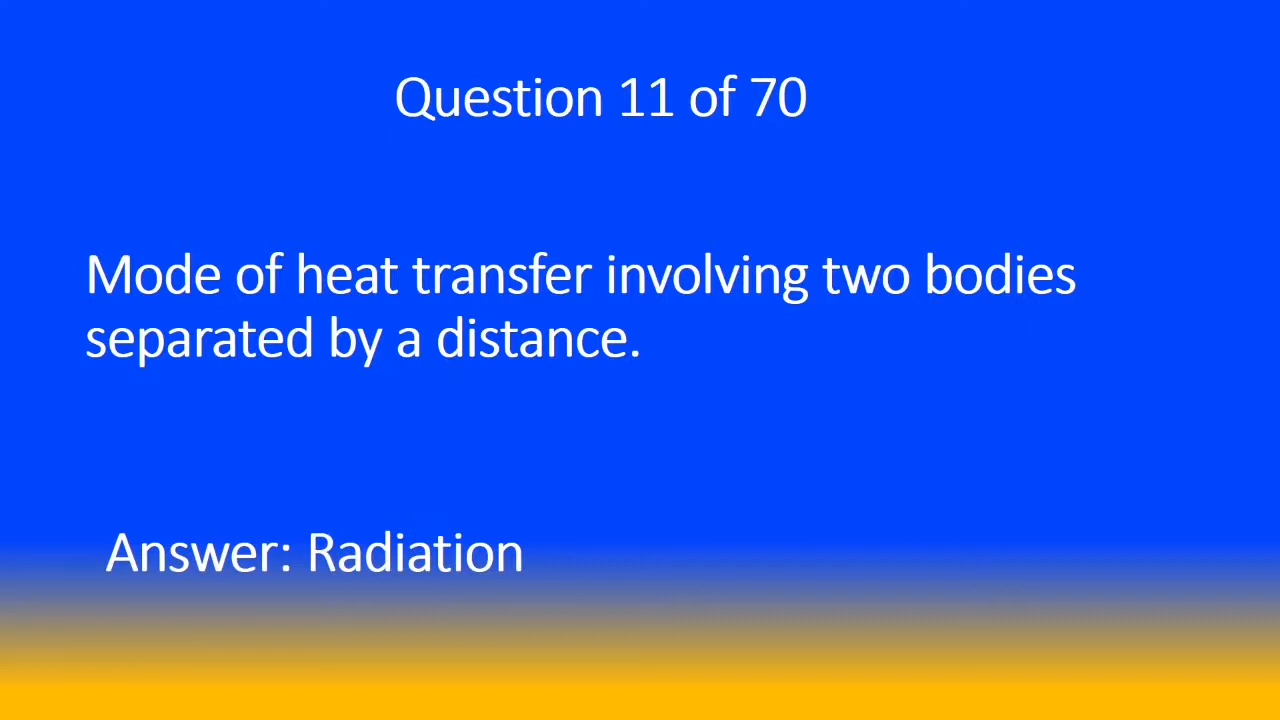 Question 11 of 70
Mode of heat transfer involving two bodies
separated by a distance.
Answer: Radiation